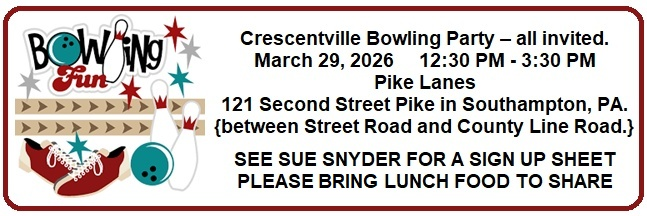 BOWLING
Fun
Crescentville Bowling Party – all invited.
March 29, 2026 12:30 PM - 3:30 PM
Pike Lanes
121 Second Street Pike in Southampton, PA.
{between Street Road and County Line Road.}
SEE SUE SNYDER FOR A SIGN UP SHEET
PLEASE BRING LUNCH FOOD TO SHARE